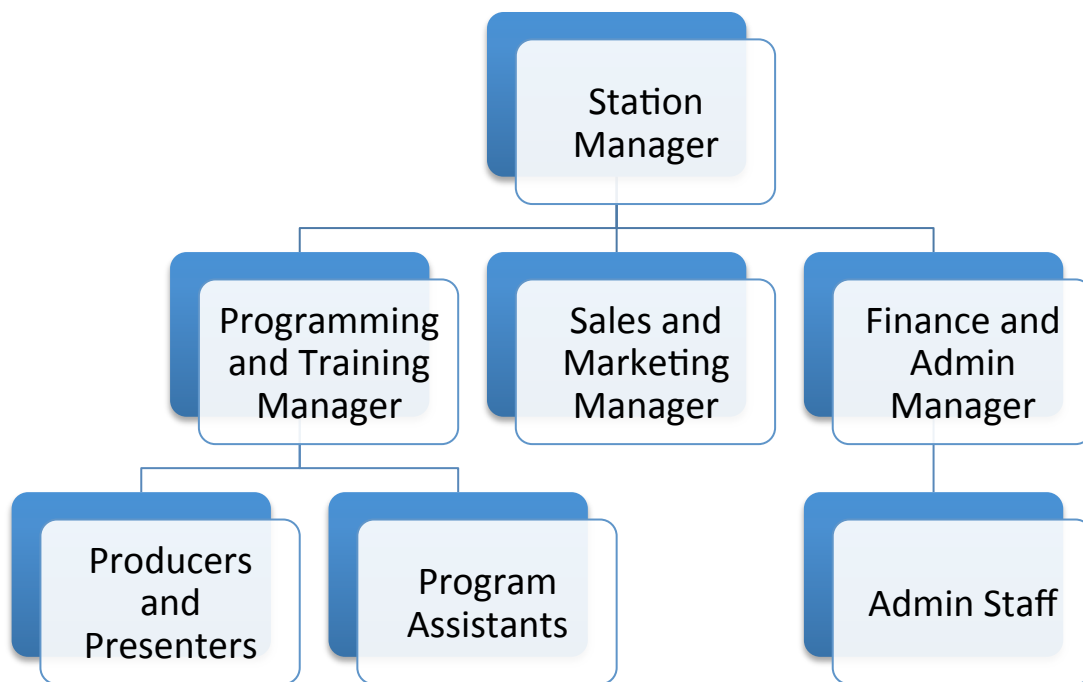 Station
Manager
Programming
and Training
Manager
Sales and
Marketing
Manager
Finance and
Admin
Manager
Producers
and
Presenters
Program
Assistants
Admin Staff